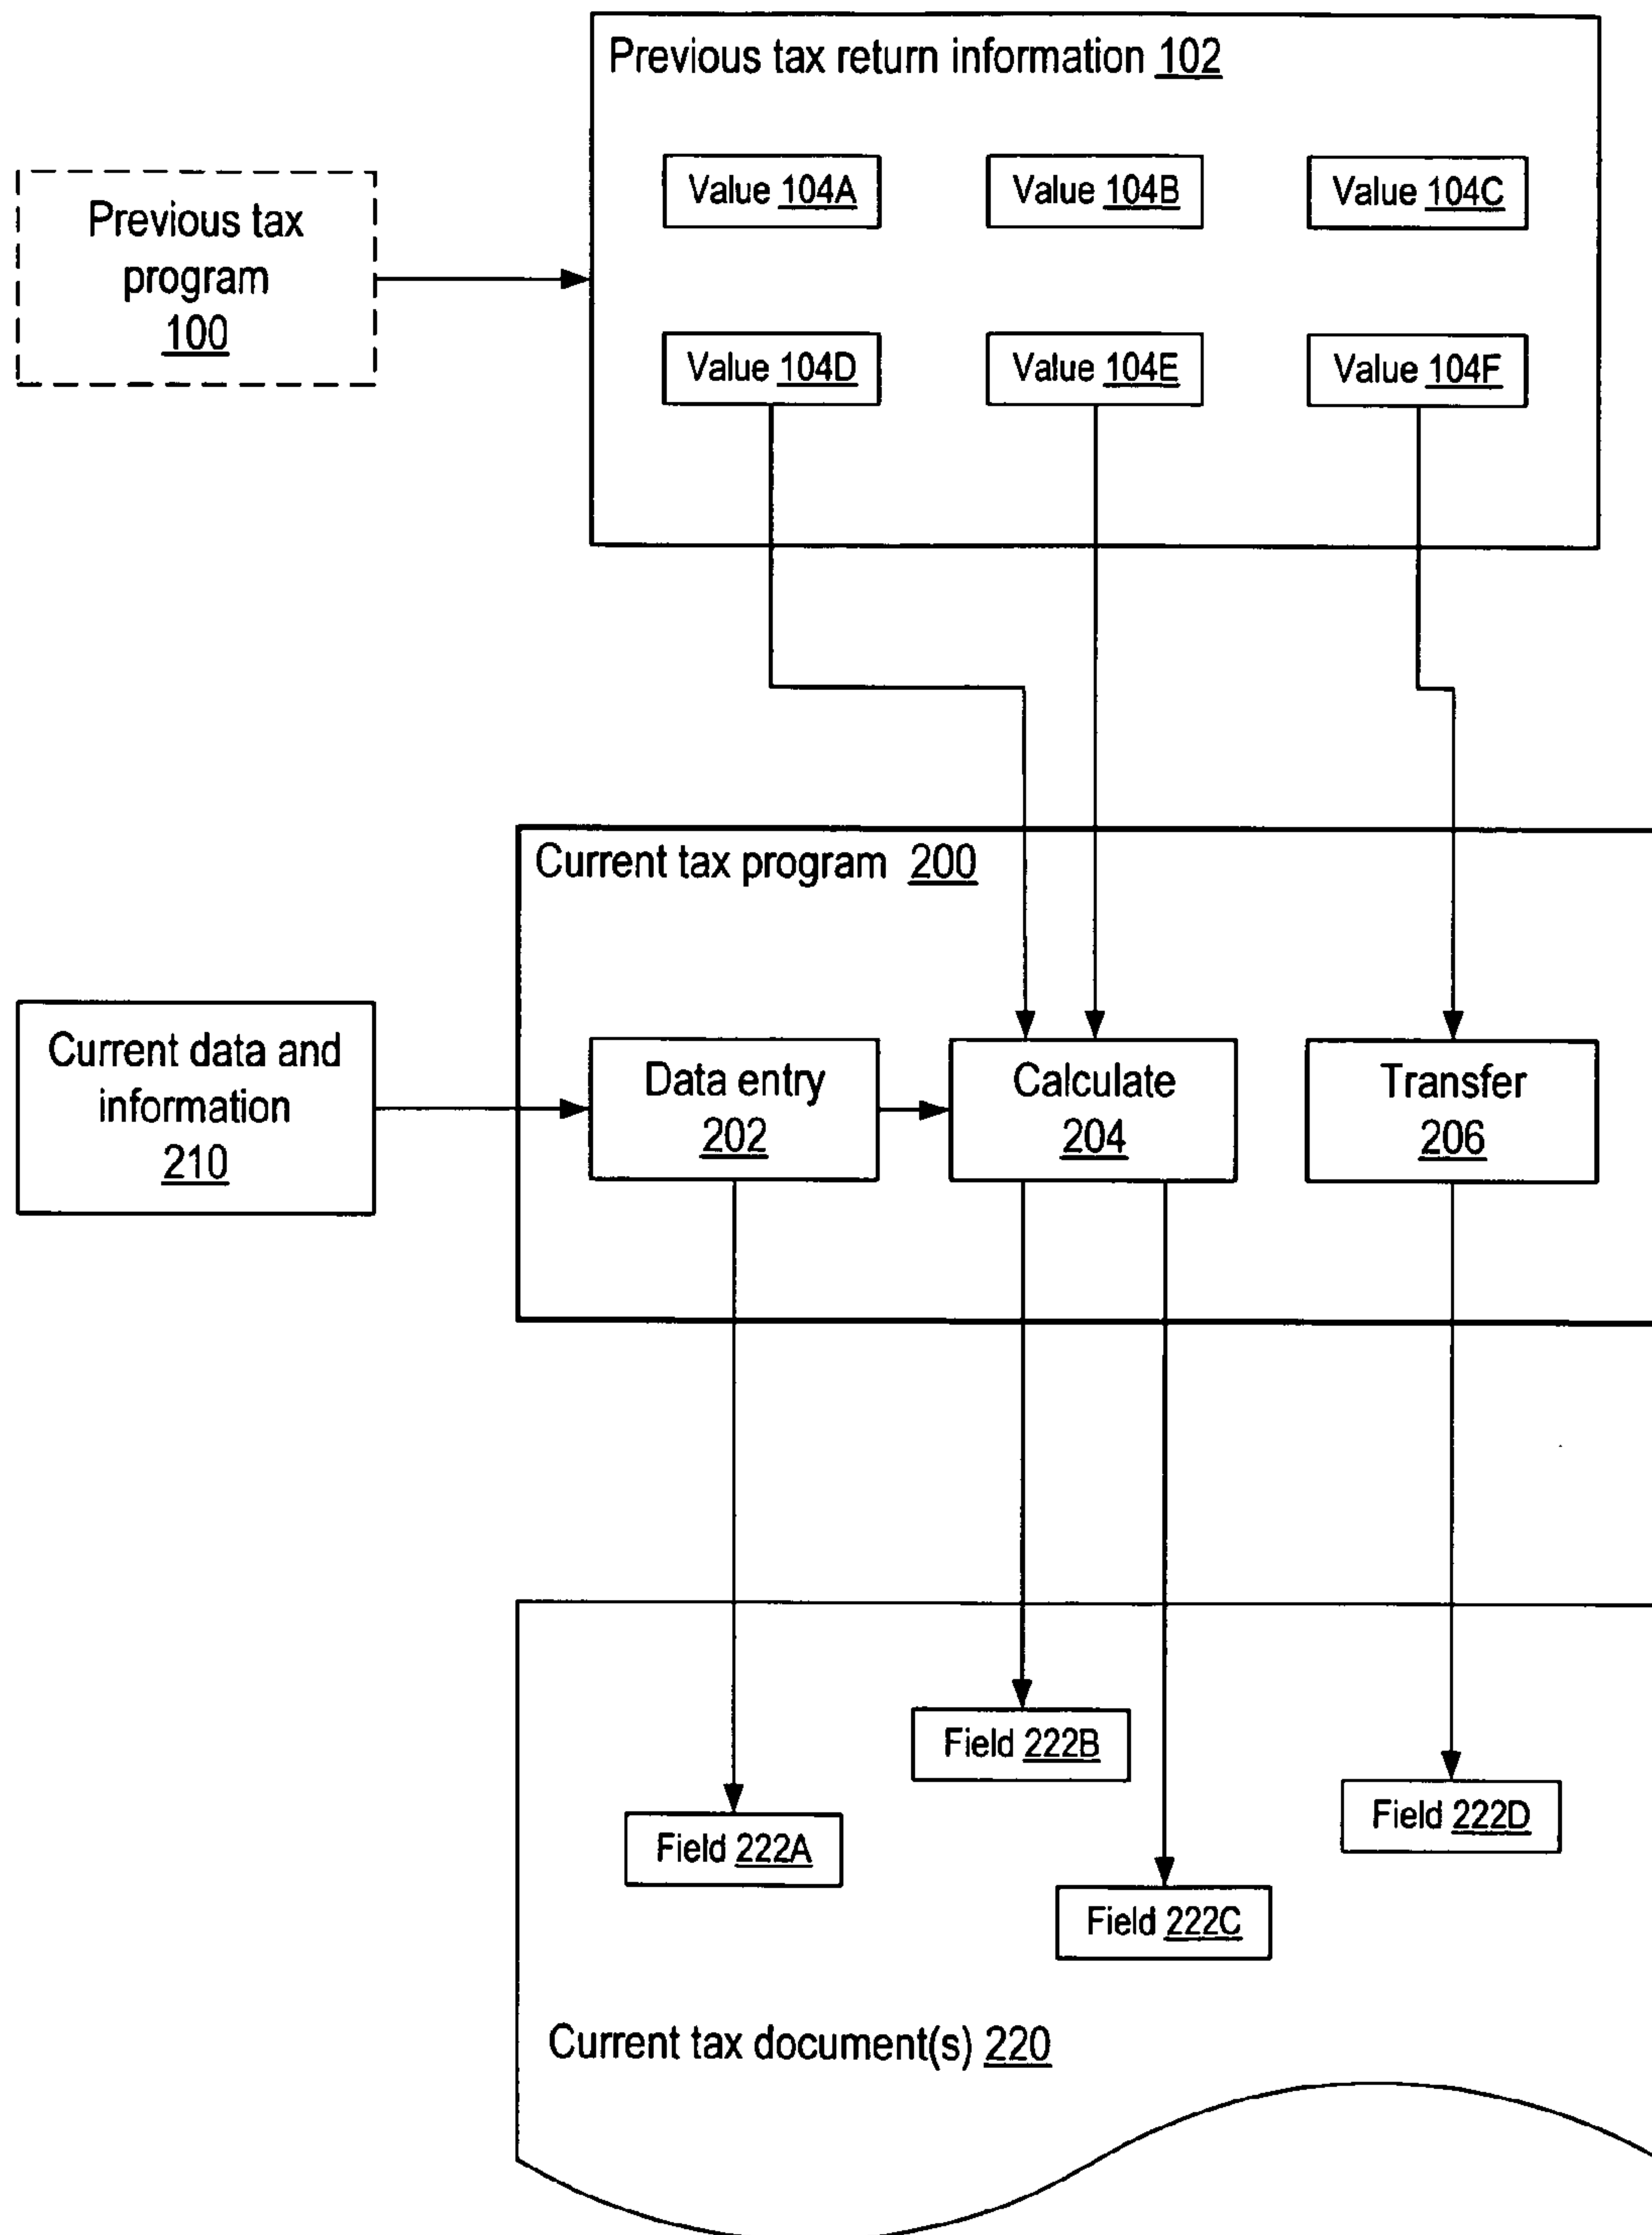 Previous tax return information 102
Value 104A
Value 104B
Value 104C
Previous tax
program
100
Value 104D
Value 104E
Value 104F
Current tax program 200
Current data and
information
210
Data entry
202
Calculate
204
Transfer
206
Field 222B
Field 222D
Field 222A
Field 222C
Current tax document(s) 220